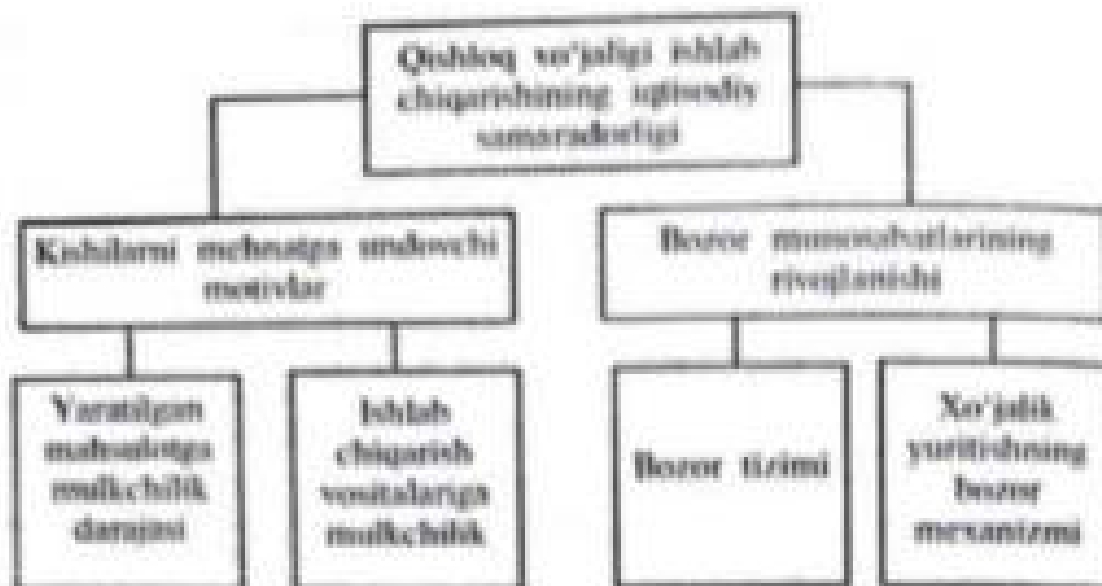 Qishloq xo'jaligi ishlab
chiqarishining iqtisodiy
samaradorligi
Kishilarni mehnatga undovchi
motivlar
Bozor munosabatlarining
rivojlanishi
Yaratilgan
mahsulotga
mulkchilik
darajasi
Ishlab
chiqarish
vositalariga
mulkchilik
Bozor tizimi
Xo'jalik
yuritishning
bozor
mexanizmi